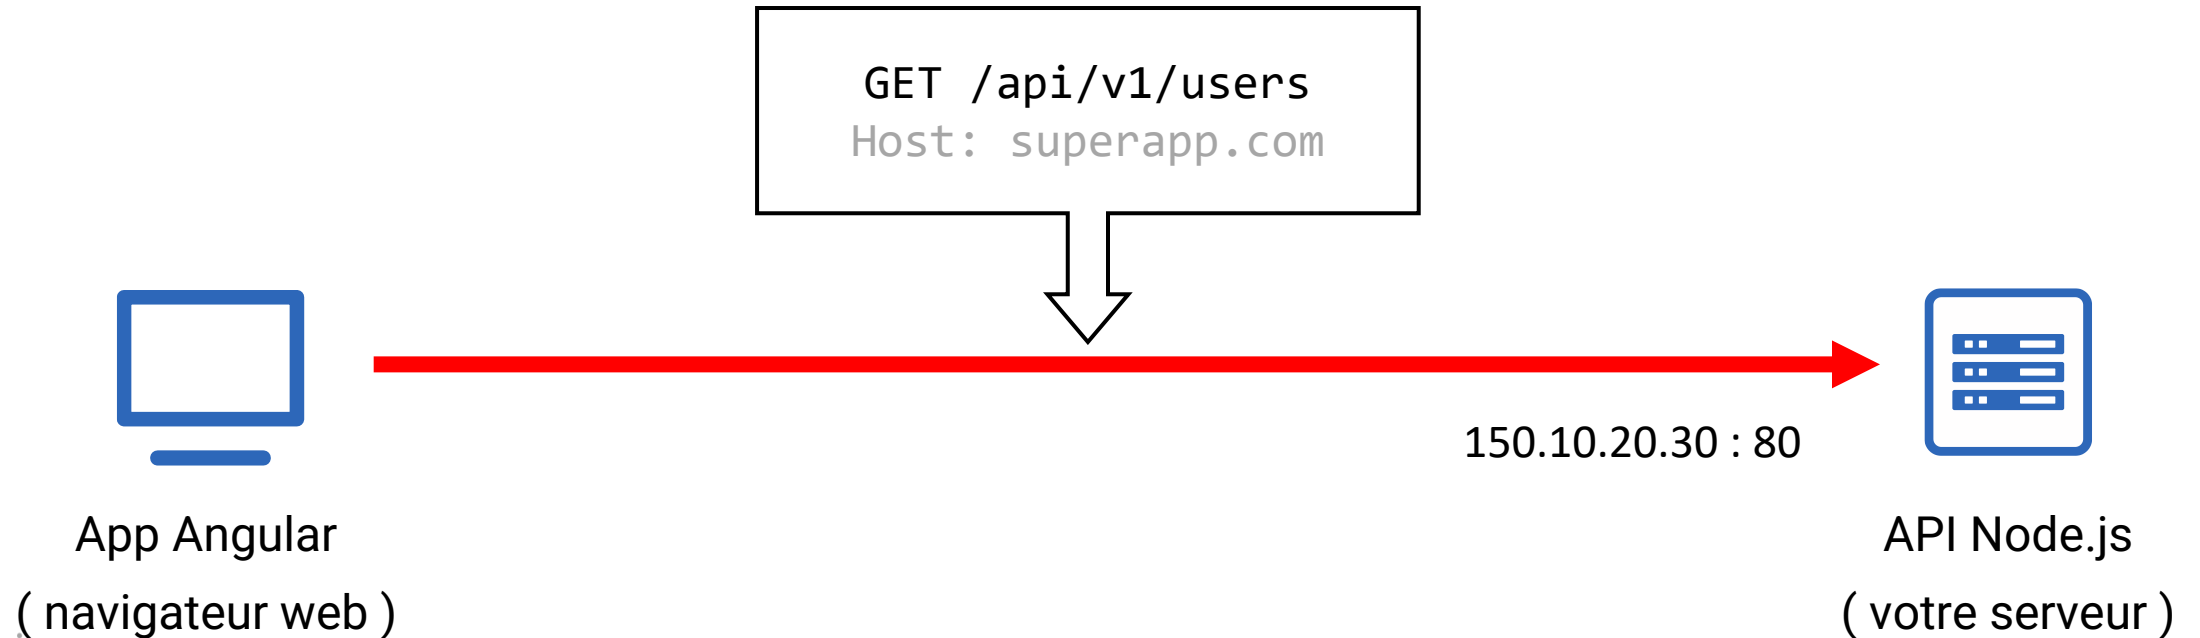 GET /api/v1/users
Host: superapp.com
150.10.20.30 : 80
App Angular
( navigateur web )
API Node.js
( votre serveur )